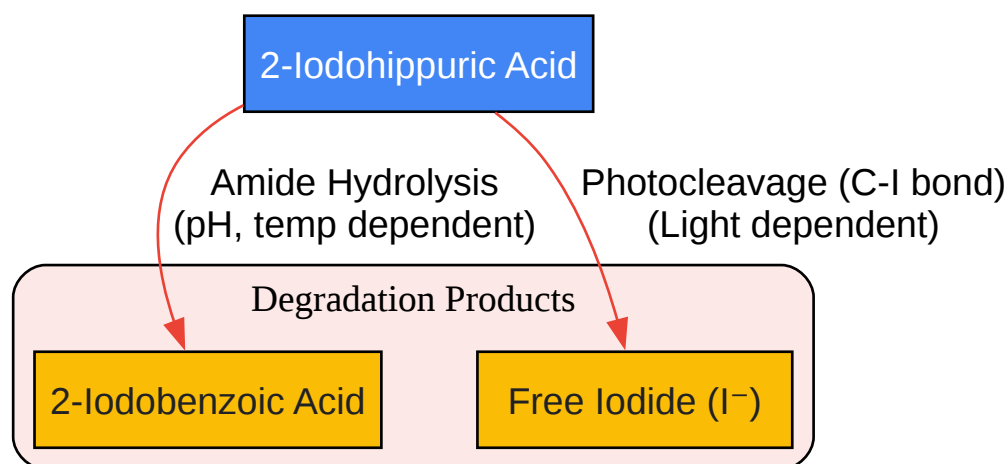 2-Iodohippuric Acid
Amide Hydrolysis
(pH, temp dependent)
Photocleavage (C-I bond)
(Light dependent)
Degradation Products
2-Iodobenzoic Acid
Free Iodide (I⁻)